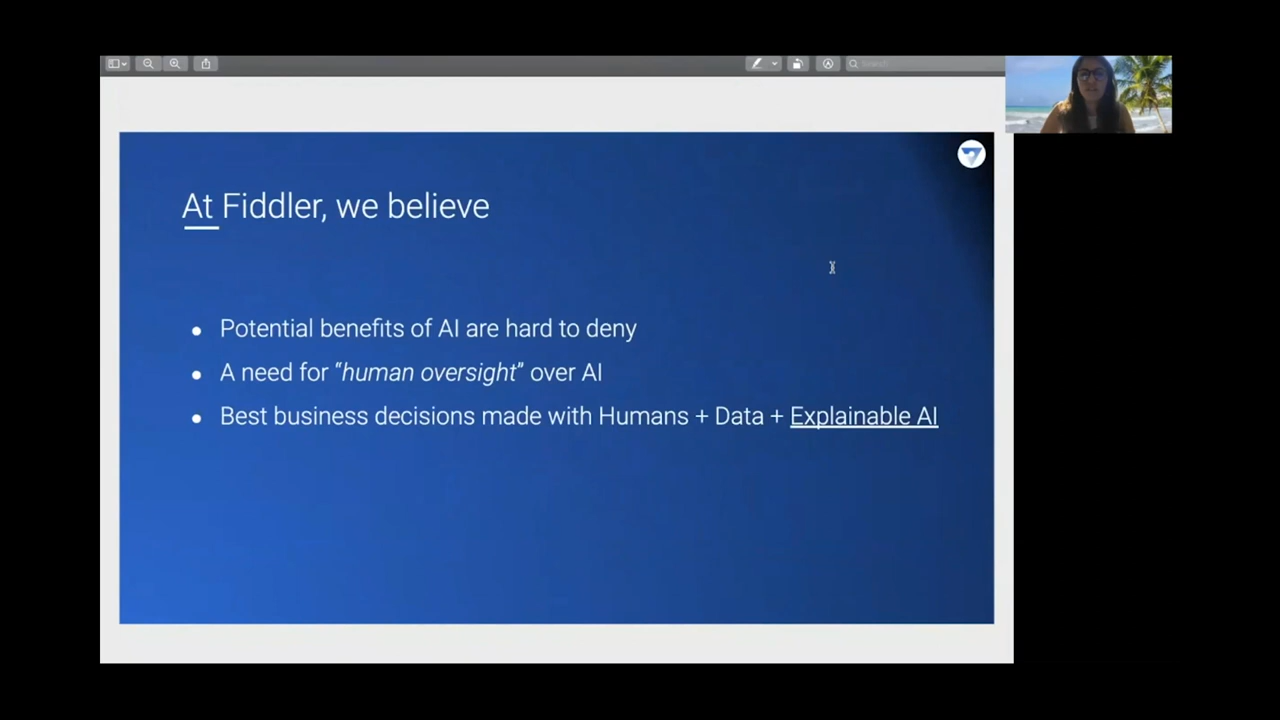 Search
At Fiddler, we believe
● Potential benefits of AI are hard to deny
● A need for “human oversight” over AI
● Best business decisions made with Humans + Data + Explainable AI